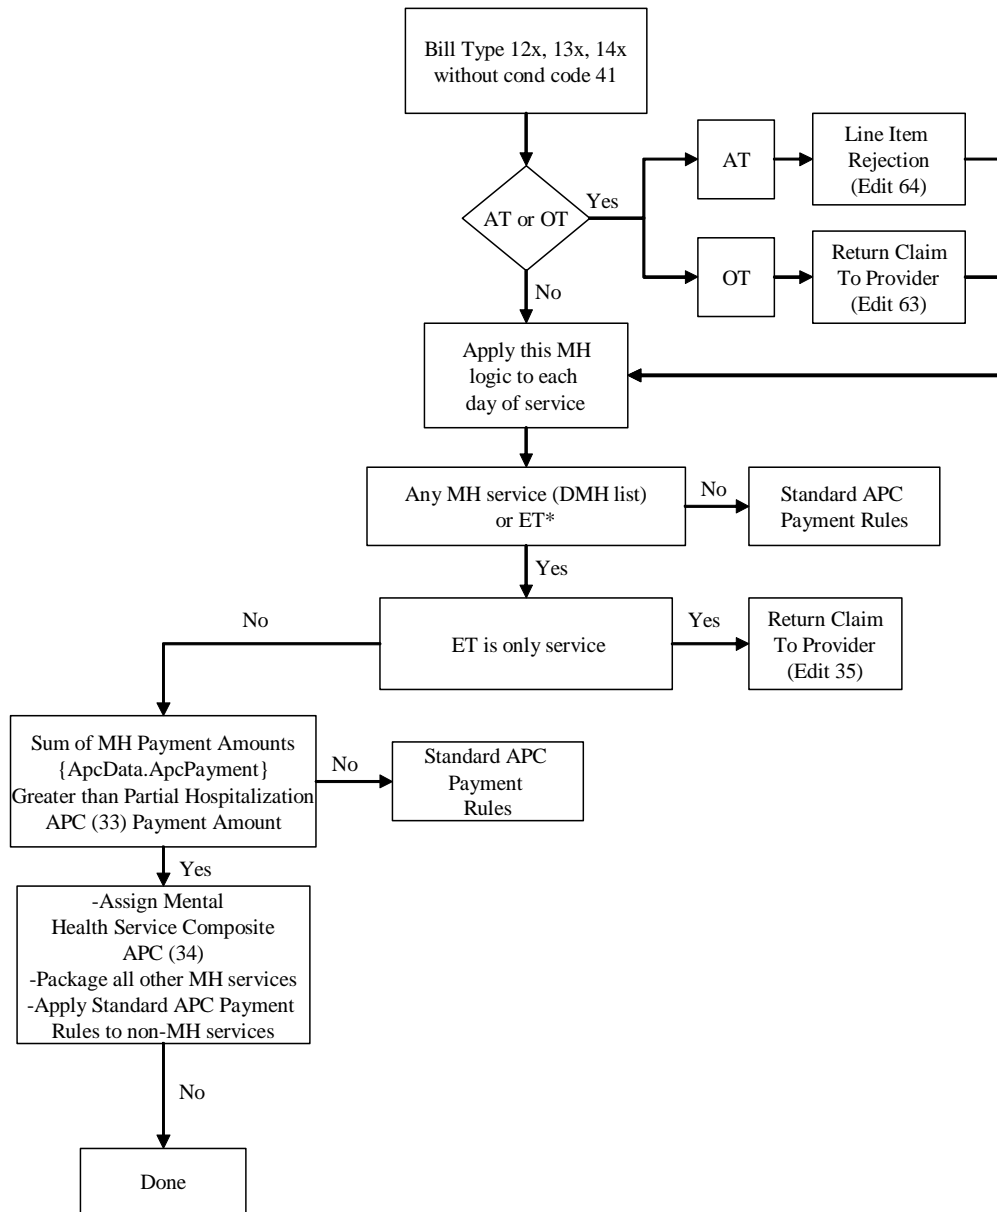 Bill Type 12x, 13x, 14x
without cond code 41
AT or OT
Yes
AT
Line Item
Rejection
(Edit 64)
OT
Return Claim
To Provider
(Edit 63)
No
Apply this MH
logic to each
day of service
Any MH service (DMH list)
or ET*
No
Standard APC
Payment Rules
Yes
ET is only service
Yes
Return Claim
To Provider
(Edit 35)
No
Sum of MH Payment Amounts
{ApcData.ApcPayment}
Greater than Partial Hospitalization
APC (33) Payment Amount
No
Standard APC
Payment
Rules
Yes
-Assign Mental
Health Service Composite
APC (34)
-Package all other MH services
-Apply Standard APC Payment
Rules to non-MH services
No
Done